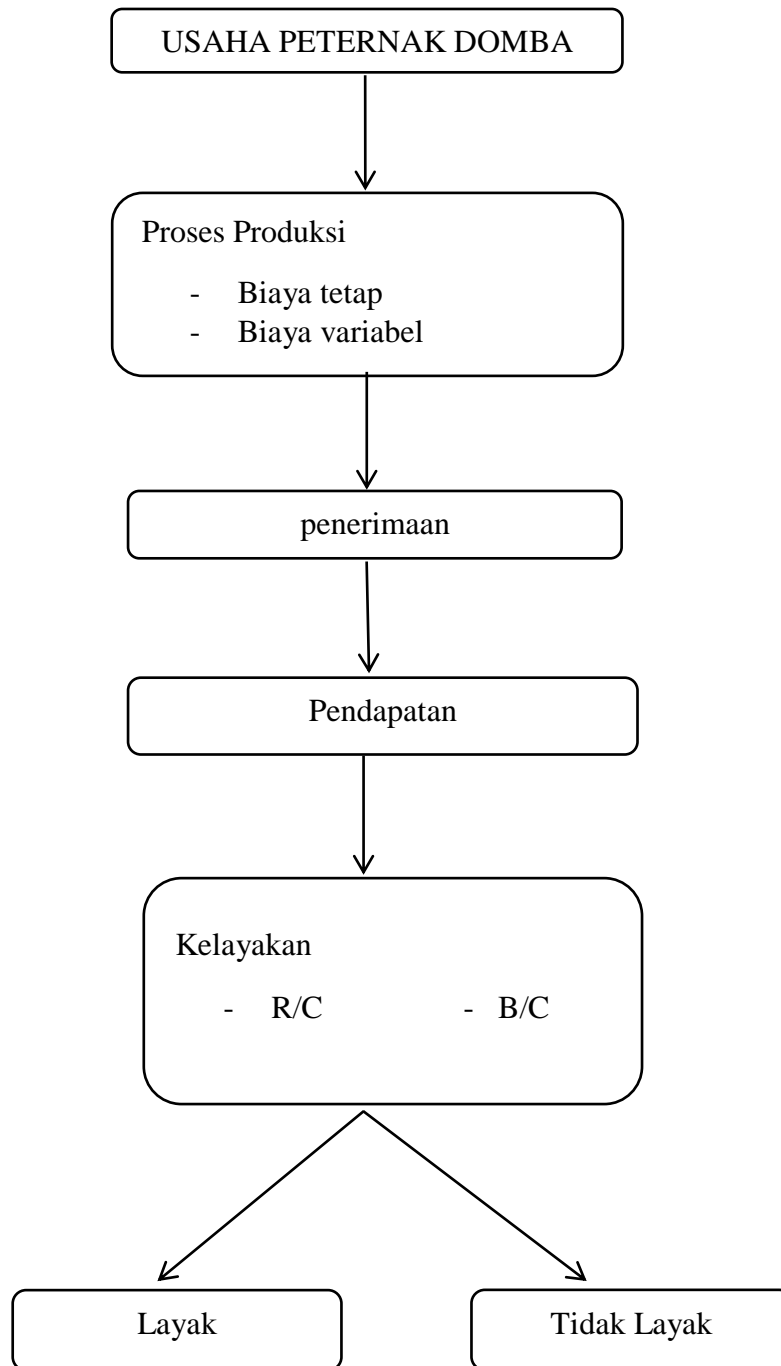 USAHA PETERNAK DOMBA
Proses Produksi
- Biaya tetap
- Biaya variabel
penerimaan
Pendapatan
Kelayakan
- R/C - B/C
Layak Tidak Layak